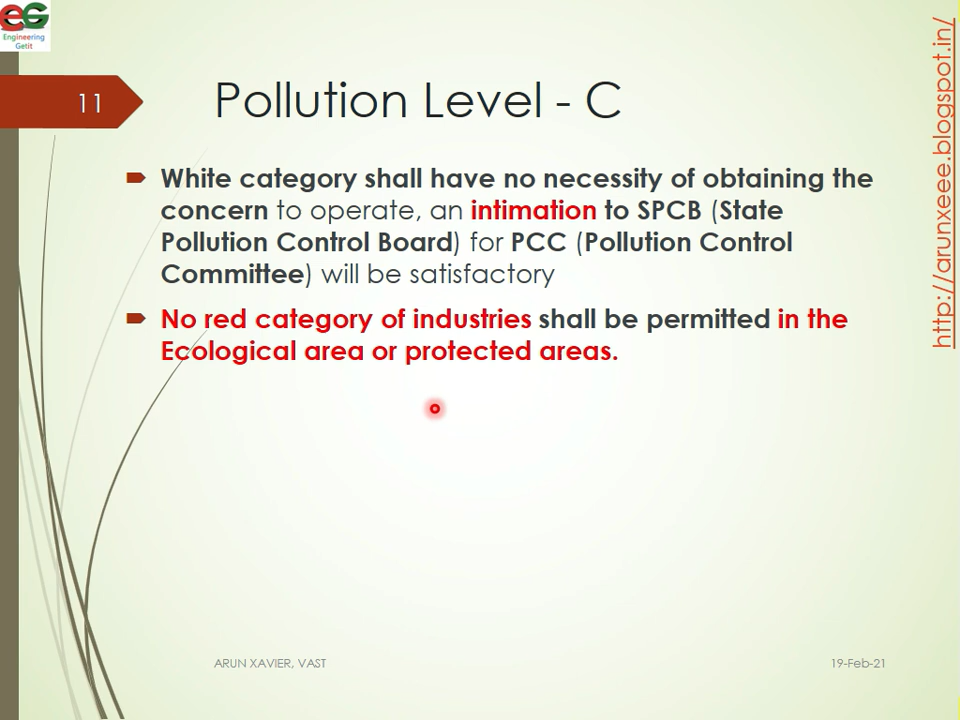 EG
Engineering
Getit
11
Pollution Level - C
White category shall have no necessity of obtaining the
concern to operate, an intimation to SPCB (State
Pollution Control Board) for PCC (Pollution Control
Committee) will be satisfactory
No red category of industries shall be permitted in the
Ecological area or protected areas.
http://arunxeee.blogspot.in/
ARUN XAVIER, VAST
19-Feb-21